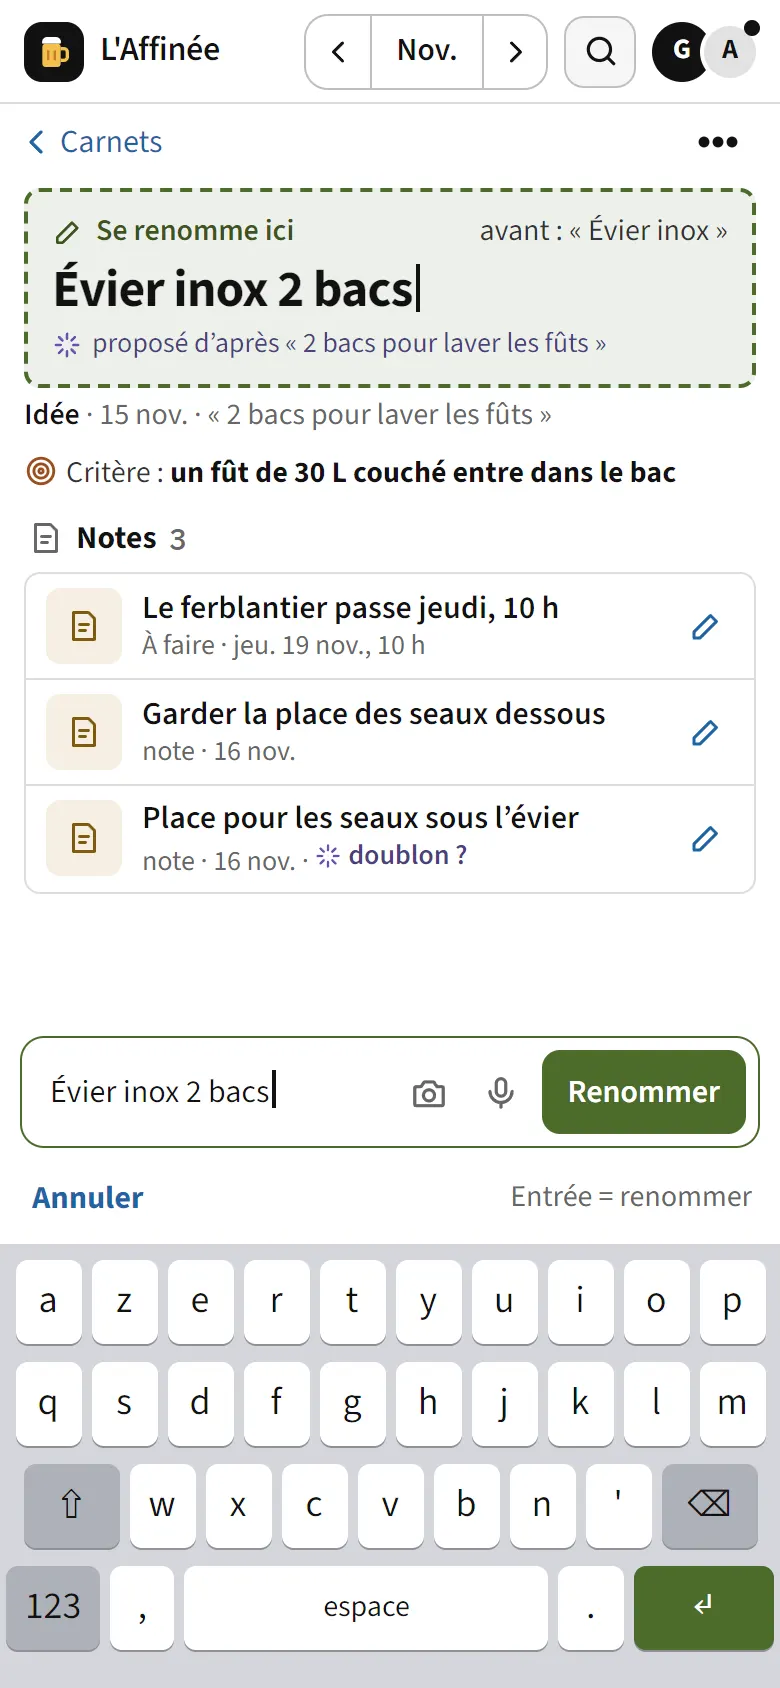 L'Affinée
Nov.
G
A
Carnets
Se renomme ici
avant : « Évier inox »
Évier inox 2 bacs
proposé d’après « 2 bacs pour laver les fûts »
Idée · 15 nov. · « 2 bacs pour laver les fûts »
Critère : un fût de 30 L couché entre dans le bac
Notes 3
Le ferblantier passe jeudi, 10 h
À faire · jeu. 19 nov., 10 h
Garder la place des seaux dessous
note · 16 nov.
Place pour les seaux sous l’évier
note · 16 nov. · doublon ?
Évier inox 2 bacs
Renommer
Annuler
Entrée = renommer
a z e r t y u i o p
q s d f g h j k l m
⇧ w x c v b n ' ⌫
123 , espace . ↵